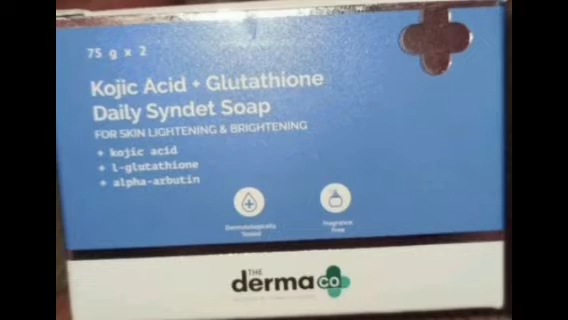 75 g x 2
Kojic Acid + Glutathione
Daily Syndet Soap
FOR SKIN LIGHTENING & BRIGHTENING
+ kojic acid
+ l-glutathione
+ alpha-arbutin
Dermatologically
Tested
Fragrance
Free
THE
derma co